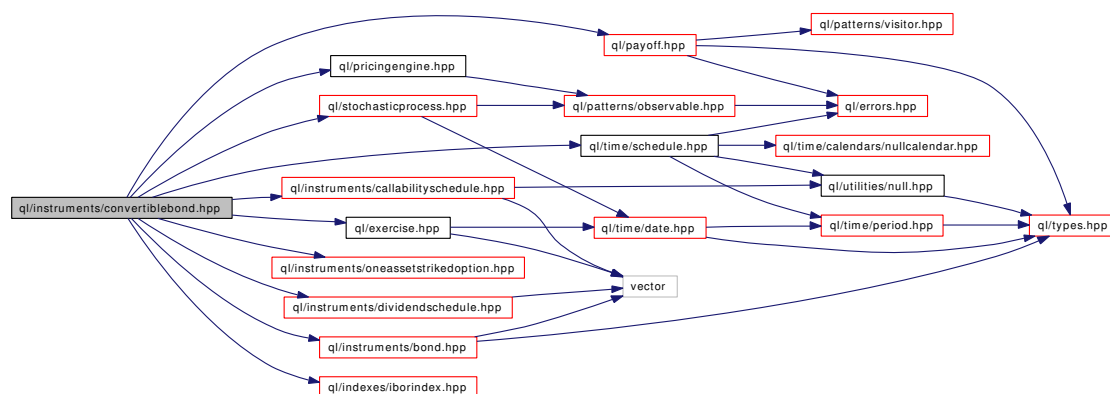 ql/patterns/visitor.hpp
ql/payoff.hpp
ql/pricingengine.hpp
ql/stochasticprocess.hpp
ql/patterns/observable.hpp
ql/errors.hpp
ql/time/schedule.hpp
ql/time/calendars/nullcalendar.hpp
ql/instruments/callabilityschedule.hpp
ql/utilities/null.hpp
ql/instruments/convertiblebond.hpp
ql/exercise.hpp
ql/time/date.hpp
ql/time/period.hpp
ql/types.hpp
ql/instruments/oneassetstrikedoption.hpp
vector
ql/instruments/dividendschedule.hpp
ql/instruments/bond.hpp
ql/indexes/iborindex.hpp